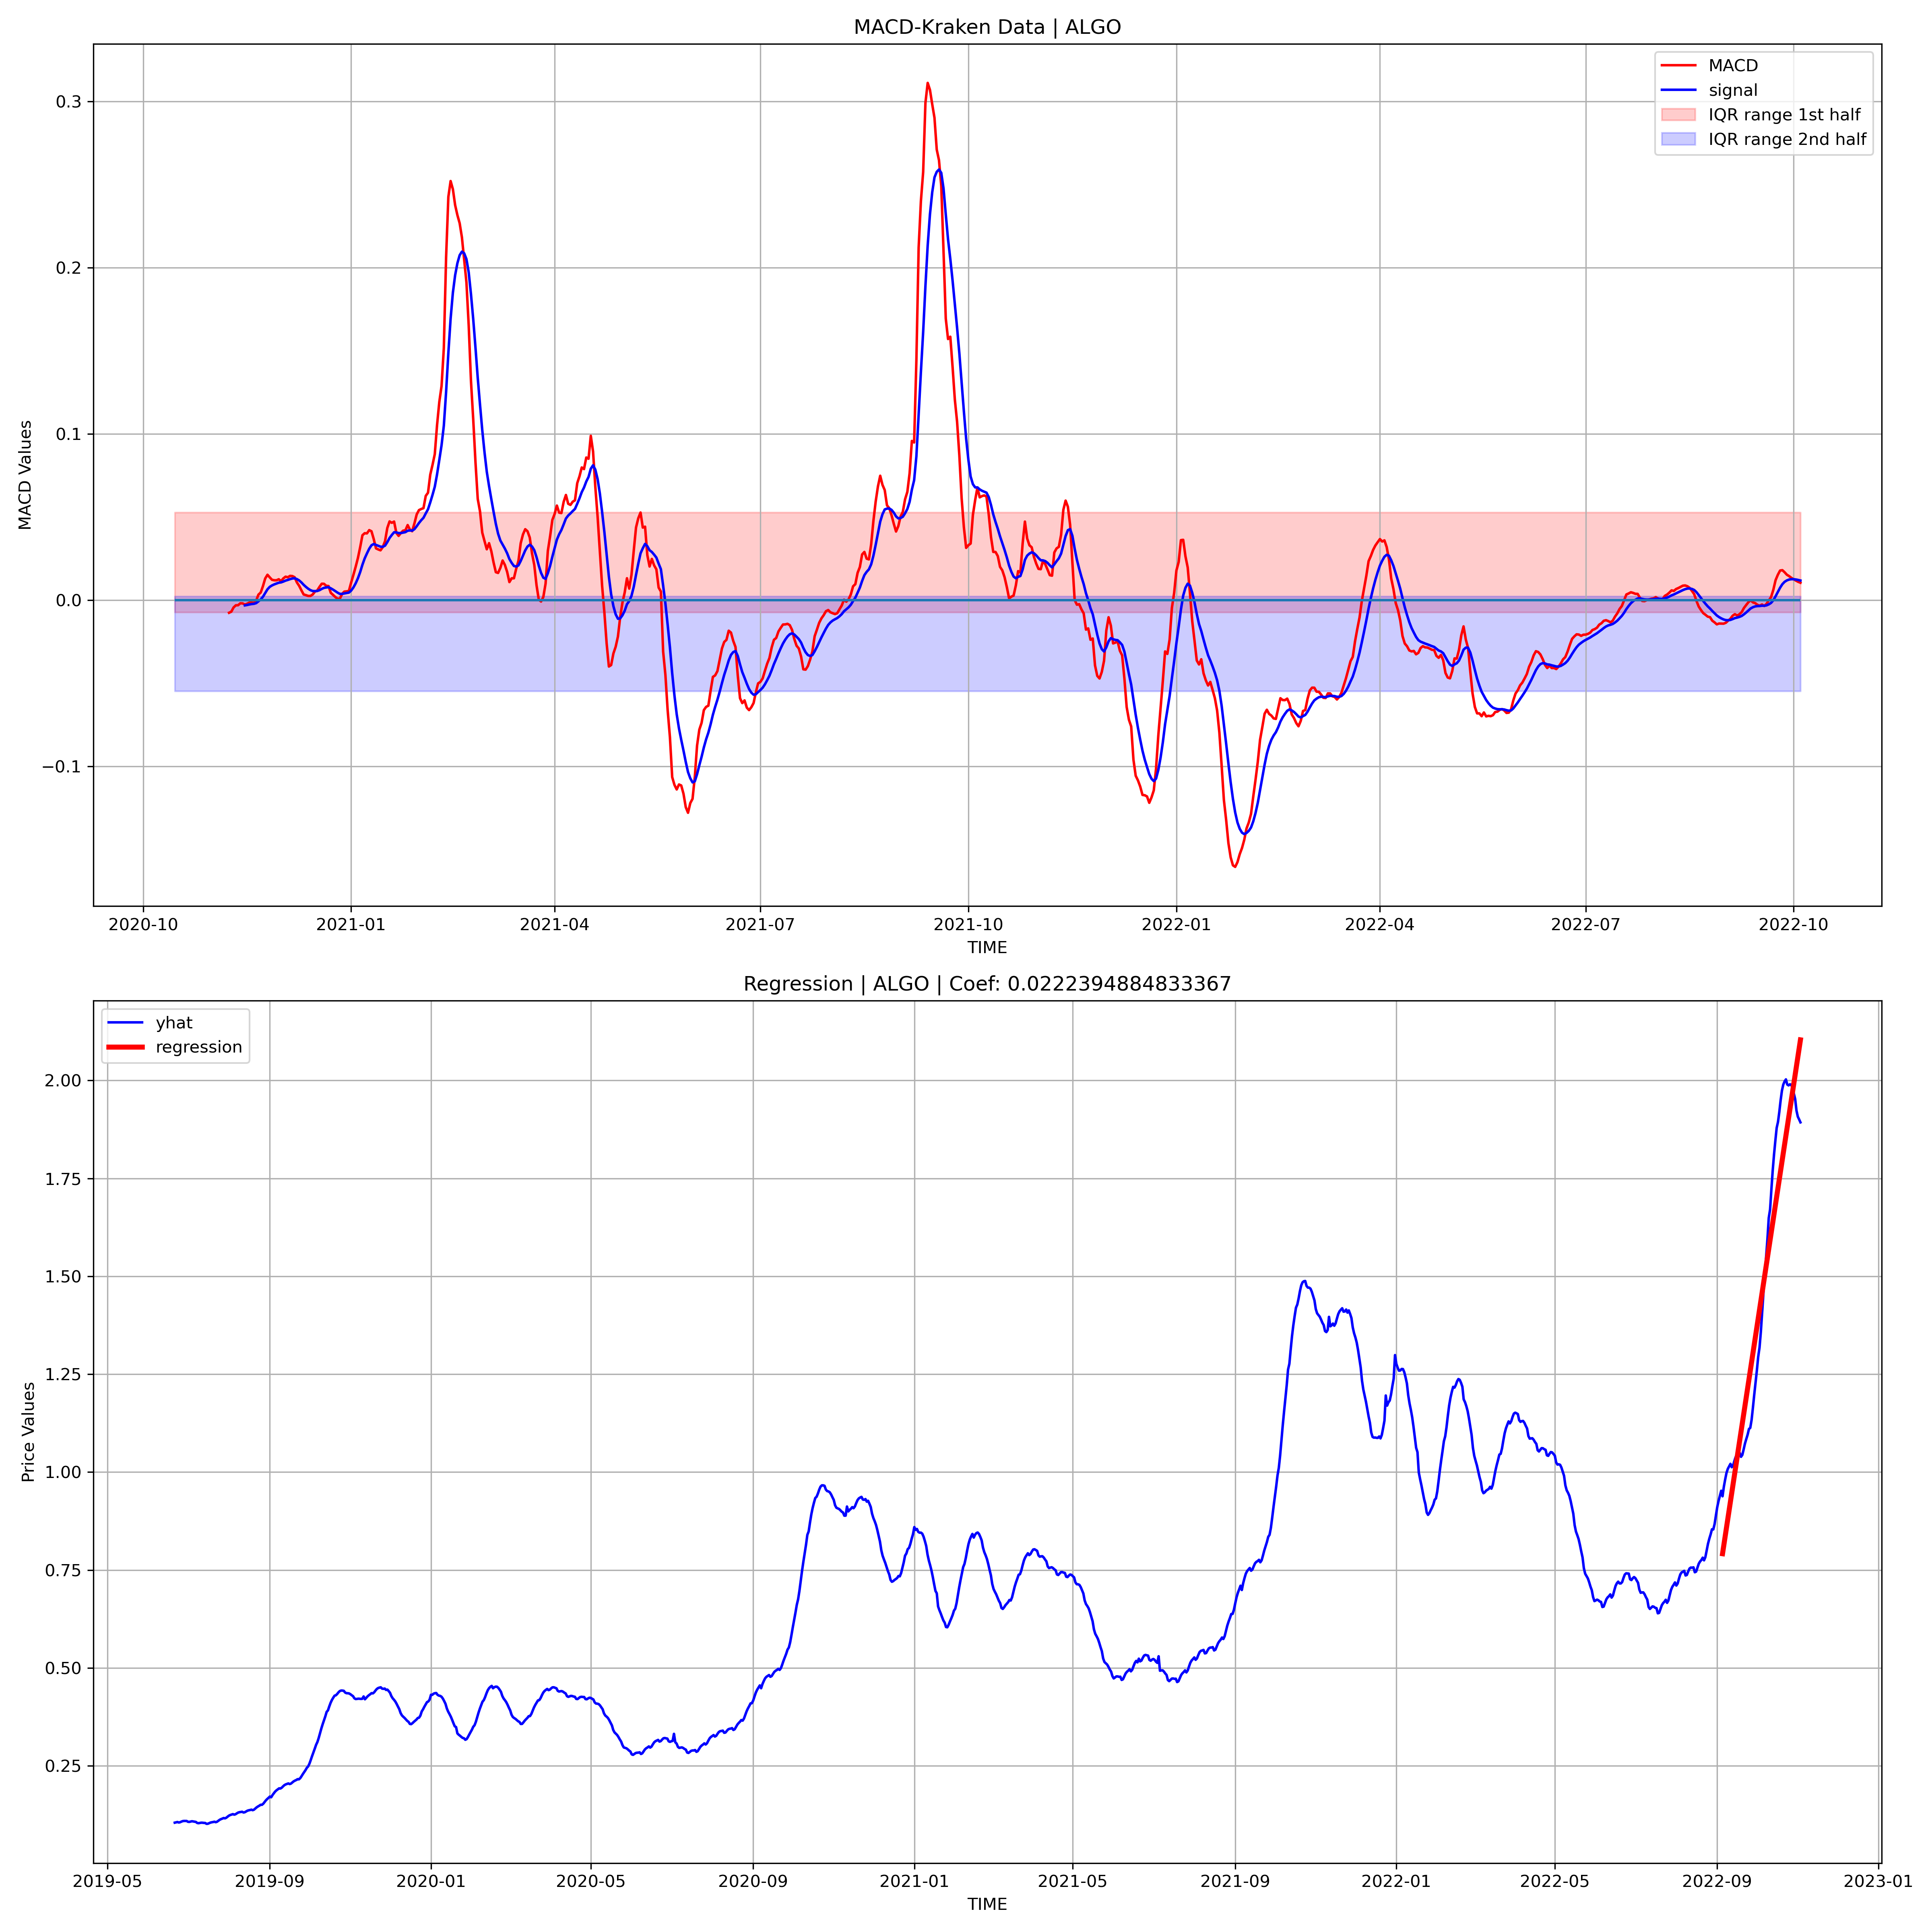 MACD-Kraken Data | ALGO
MACD
signal
IQR range 1st half
IQR range 2nd half
MACD Values
0.3
0.2
0.1
0.0
−0.1
2020-10 2021-01 2021-04 2021-07 2021-10 2022-01 2022-04 2022-07 2022-10
TIME
Regression | ALGO | Coef: 0.0222394884833367
yhat
regression
Price Values
2.00
1.75
1.50
1.25
1.00
0.75
0.50
0.25
2019-05 2019-09 2020-01 2020-05 2020-09 2021-01 2021-05 2021-09 2022-01 2022-05 2022-09 2023-01
TIME